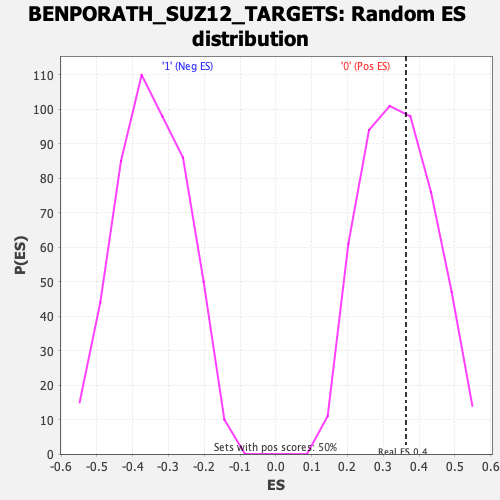 BENPORATH_SUZ12_TARGETS: Random ES
distribution
'1' (Neg ES) '0' (Pos ES)
110
100
90
80
70
60
50
40
30
20
10
0
P(ES)
Sets with pos scores: 50%
Real ES 0.4
-0.6 -0.5 -0.4 -0.3 -0.2 -0.1 0.0 0.1 0.2 0.3 0.4 0.5 0.6
ES